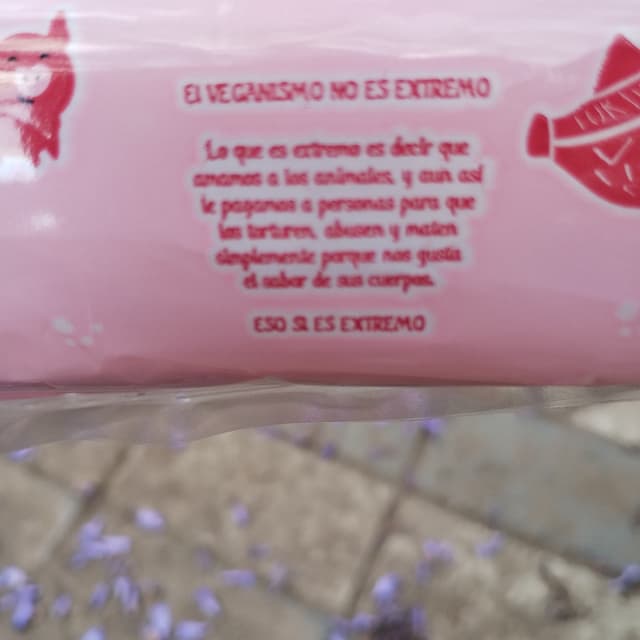 El VEGANISMO NO ES EXTREMO
Lo que es extremo es decir que
amamos a los animales, y aún así
le pagamos a personas para que
los torturen, abusen y maten
simplemente porque nos gusta
el sabor de sus cuerpos.
ESO SI ES EXTREMO